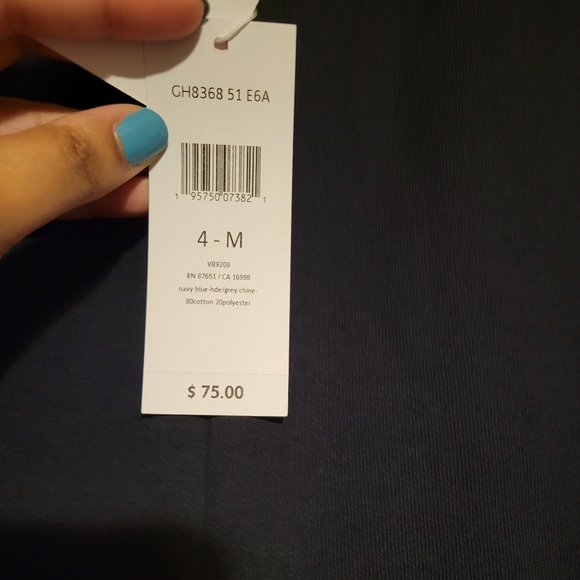 GH8368 51 E6A
1 95750 07382 1
4 - M
VB9209
RN 87651 / CA 16998
navy blue-hde/grey chine-
80cotton 20polyester
$ 75.00